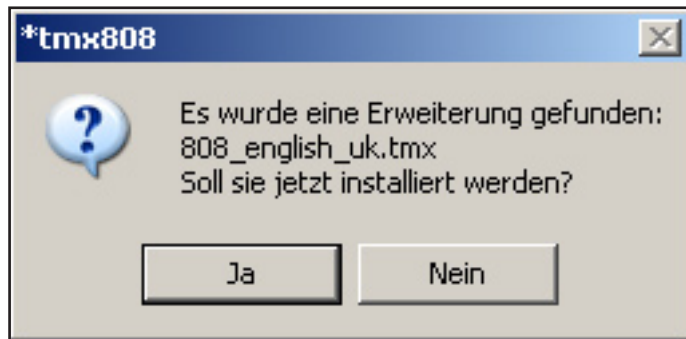 *tmx808
?
Es wurde eine Erweiterung gefunden:
808_english_uk.tmx
Soll sie jetzt installiert werden?
Ja
Nein